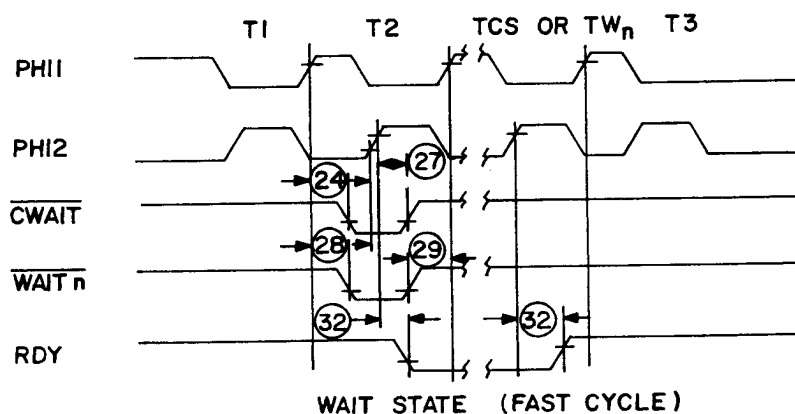 T1 T2 TCS OR TWn T3
PHI1
PHI2
24 27
CWAIT
28 29
WAIT n
32 32
RDY
WAIT STATE (FAST CYCLE)